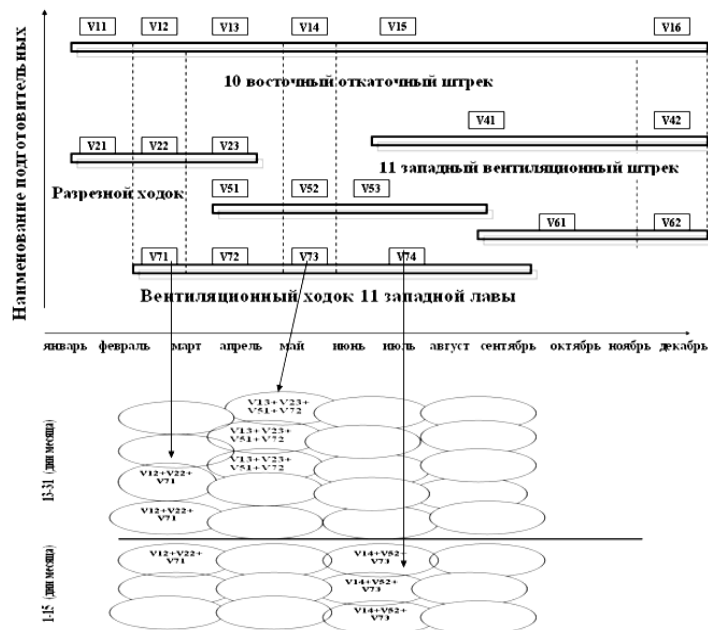 Наименование подготовительных
V11 V12 V13 V14 V15 V16
10 восточный откаточный штрек
V41 V42
V21 V22 V23
11 западный вентиляционный штрек
Разрезной ходок
V51 V52 V53
V61 V62
V71 V72 V73 V74
Вентиляционный ходок 11 западной лавы
январь февраль март апрель май июнь июль август сентябрь октябрь ноябрь декабрь
13-31 (дни месяца)
V13+V23+
V51+V72
V13+V23+
V51+V72
V13+V23+
V51+V72
V12+V22+
V71
V12+V22+
V71
1-15 (дни месяца)
V12+V22+
V71
V14+V52+
V73
V14+V52+
V73
V14+V52+
V73